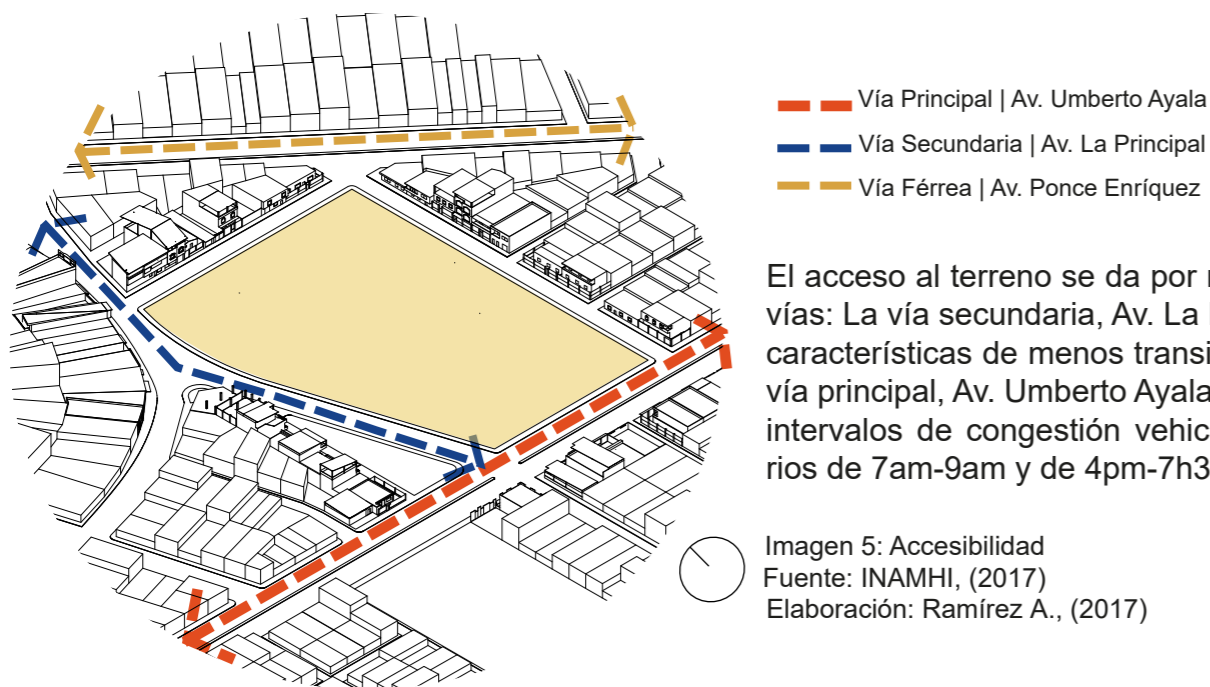 Vía Principal | Av. Umberto Ayala
Vía Secundaria | Av. La Principal
Vía Férrea | Av. Ponce Enríquez
El acceso al terreno se da por
vías: La vía secundaria, Av. La
características de menos
vía principal, Av. Umberto Ayala
intervalos de congestión
rios de 7am-9am y de 4pm-7h3
Imagen 5: Accesibilidad
Fuente: INAMHI, (2017)
Elaboración: Ramírez A., (2017)